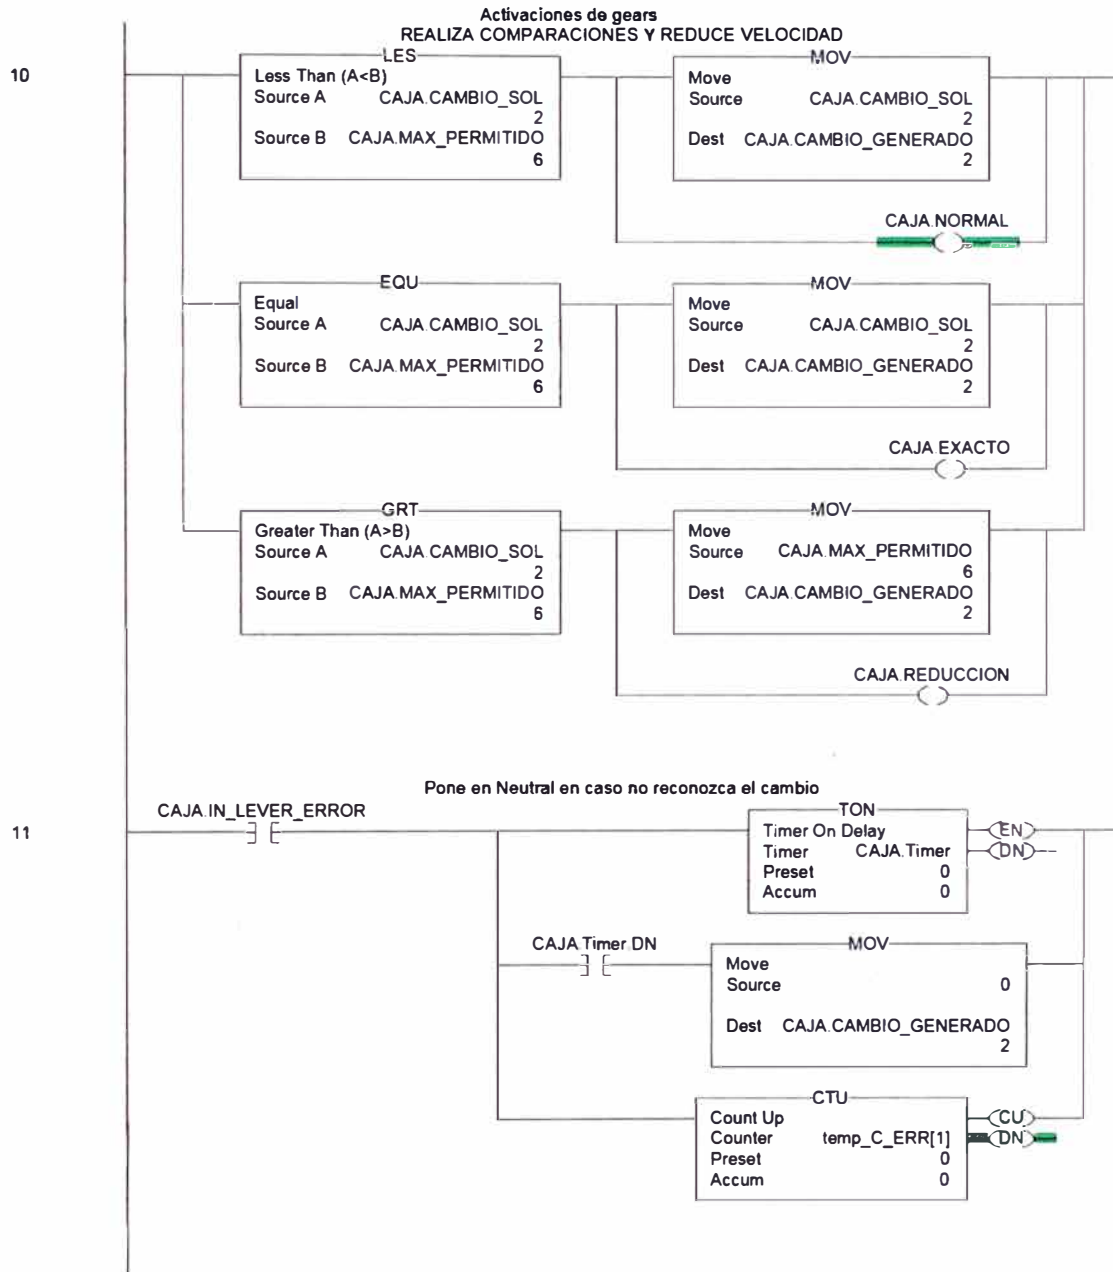 Activaciones de gears
REALIZA COMPARACIONES Y REDUCE VELOCIDAD
10
LES
Less Than (A<B)
Source A CAJA.CAMBIO_SOL
2
Source B CAJA.MAX_PERMITIDO
6
MOV
Move
Source CAJA.CAMBIO_SOL
2
Dest CAJA.CAMBIO_GENERADO
2
CAJA.NORMAL
EQU
Equal
Source A CAJA.CAMBIO_SOL
2
Source B CAJA.MAX_PERMITIDO
6
MOV
Move
Source CAJA.CAMBIO_SOL
2
Dest CAJA.CAMBIO_GENERADO
2
CAJA.EXACTO
GRT
Greater Than (A>B)
Source A CAJA.CAMBIO_SOL
2
Source B CAJA.MAX_PERMITIDO
6
MOV
Move
Source CAJA.MAX_PERMITIDO
6
Dest CAJA.CAMBIO_GENERADO
2
CAJA.REDUCCION
Pone en Neutral en caso no reconozca el cambio
11
CAJA.IN_LEVER_ERROR
TON
Timer On Delay
Timer CAJA.Timer
Preset 0
Accum 0
EN
DN
CAJA.Timer.DN
MOV
Move
Source 0
Dest CAJA.CAMBIO_GENERADO
2
CTU
Count Up
Counter temp_C_ERR[1]
Preset 0
Accum 0
CU
DN